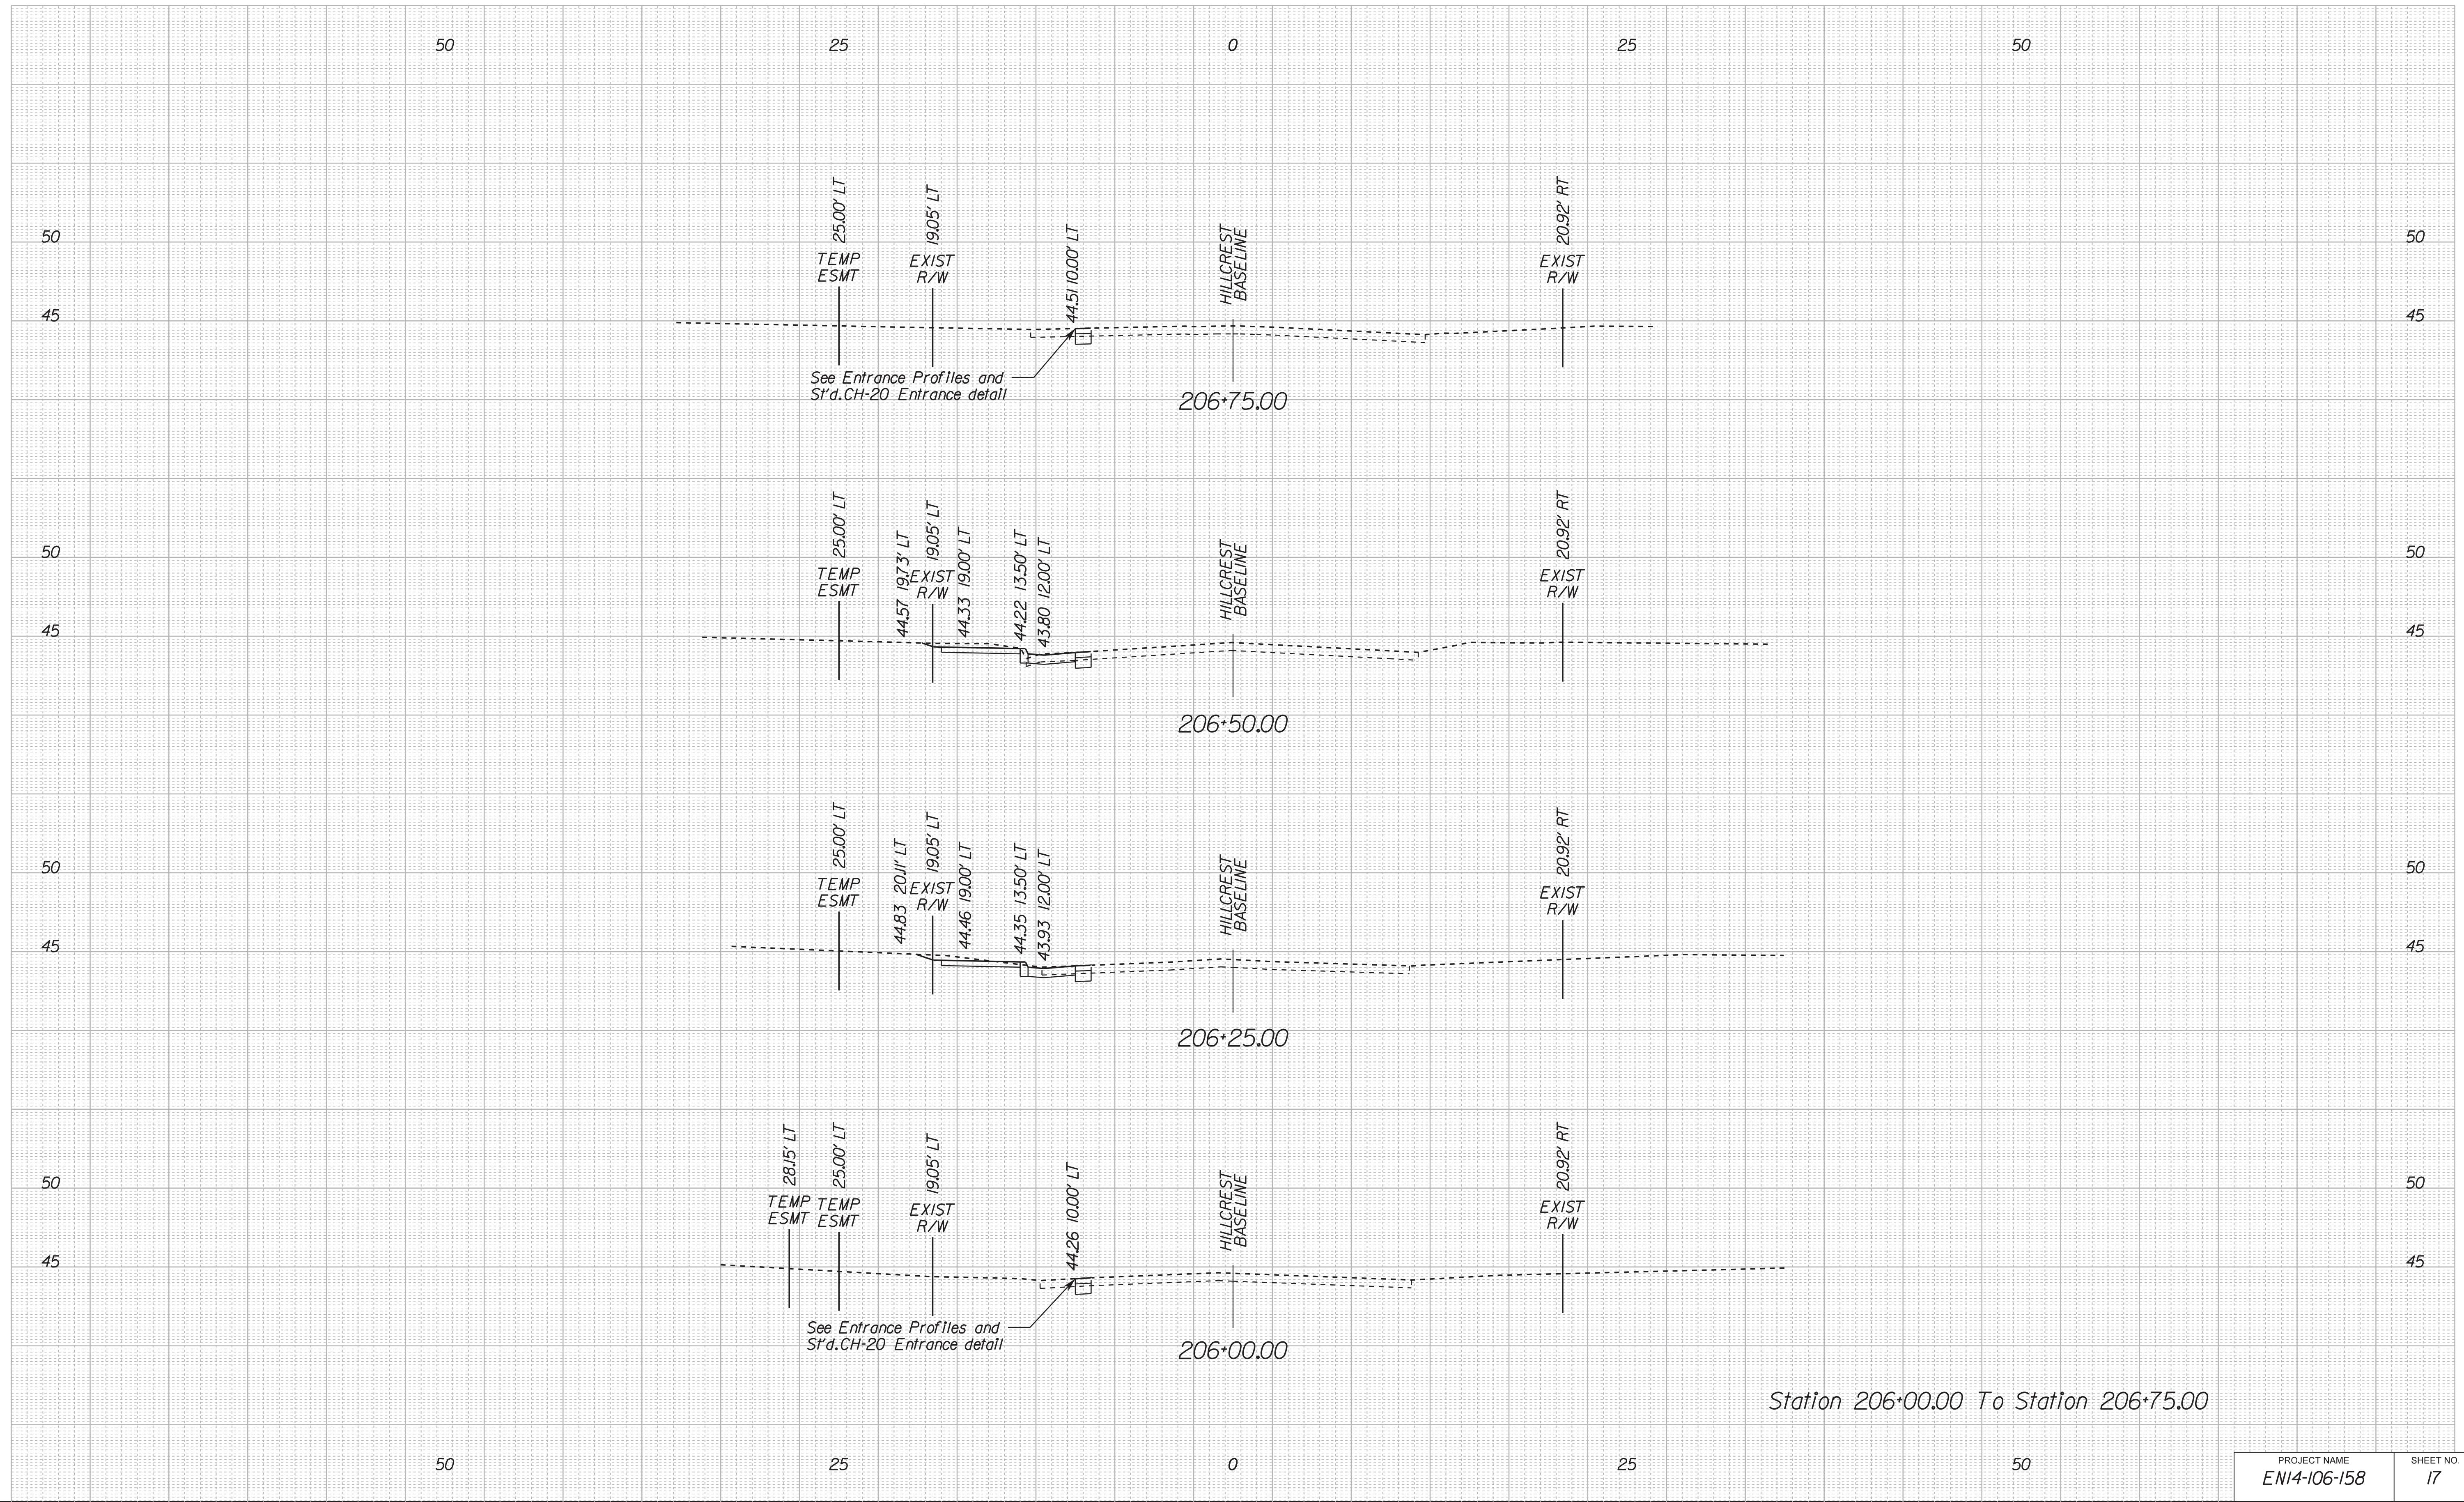 50 25 0 25 50
25.00' LT
19.05' LT
20.92' RT
44.51 10.00' LT
HILLCREST
BASELINE
50 50
TEMP
ESMT
EXIST
R/W
EXIST
R/W
45 45
See Entrance Profiles and
St'd. CH-20 Entrance detail
206+75.00
25.00' LT
44.57 19.73' LT
19.05' LT
44.33 19.00' LT
44.22 13.50' LT
43.80 12.00' LT
HILLCREST
BASELINE
20.92' RT
50 50
TEMP
ESMT
EXIST
R/W
EXIST
R/W
45 45
206+50.00
25.00' LT
44.83 20.11' LT
19.05' LT
44.46 19.00' LT
44.35 13.50' LT
43.93 12.00' LT
HILLCREST
BASELINE
20.92' RT
50 50
TEMP
ESMT
EXIST
R/W
EXIST
R/W
45 45
206+25.00
28.15' LT
25.00' LT
19.05' LT
44.26 10.00' LT
HILLCREST
BASELINE
20.92' RT
50 50
TEMP
ESMT
TEMP
ESMT
EXIST
R/W
EXIST
R/W
45 45
See Entrance Profiles and
St'd. CH-20 Entrance detail
206+00.00
Station 206+00.00 To Station 206+75.00
50 25 0 25 50
PROJECT NAME
EN14-106-158
SHEET NO.
17